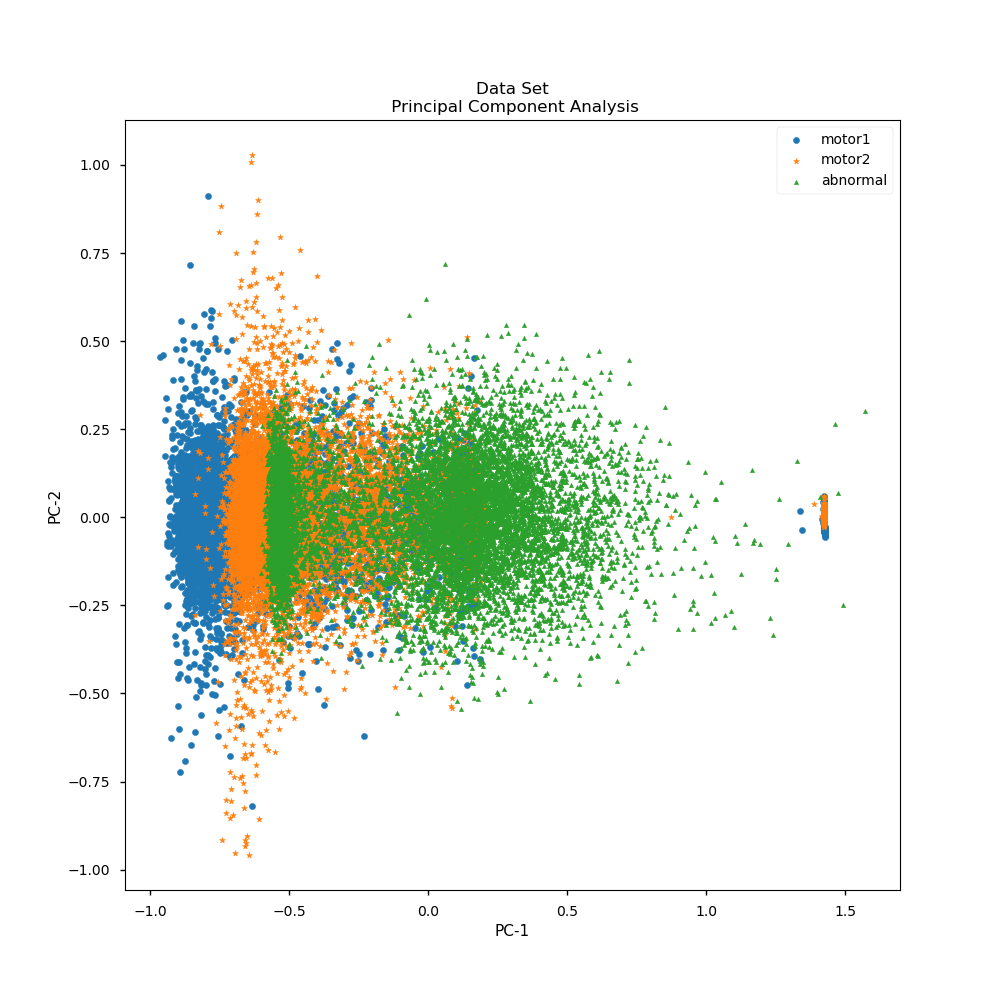 Data Set
Principal Component Analysis
motor1
motor2
abnormal
1.00
0.75
0.50
0.25
0.00
−0.25
−0.50
−0.75
−1.00
PC-2
−1.0
−0.5
0.0
0.5
1.0
1.5
PC-1